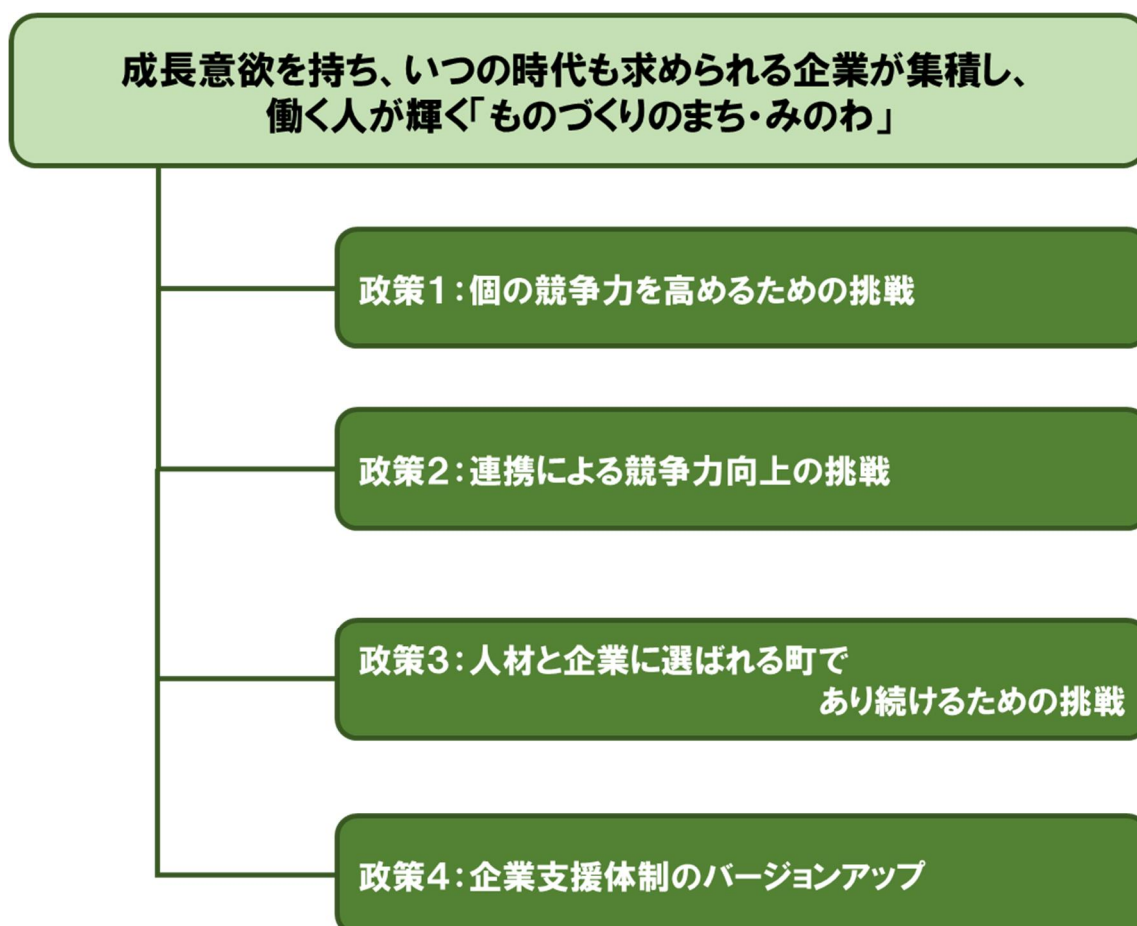 成長意欲を持ち、いつの時代も求められる企業が集積し、
働く人が輝く「ものづくりのまち・みのわ」
政策1：個の競争力を高めるための挑戦
政策2：連携による競争力向上の挑戦
政策3：人材と企業に選ばれる町で
あり続けるための挑戦
政策4：企業支援体制のバージョンアップ